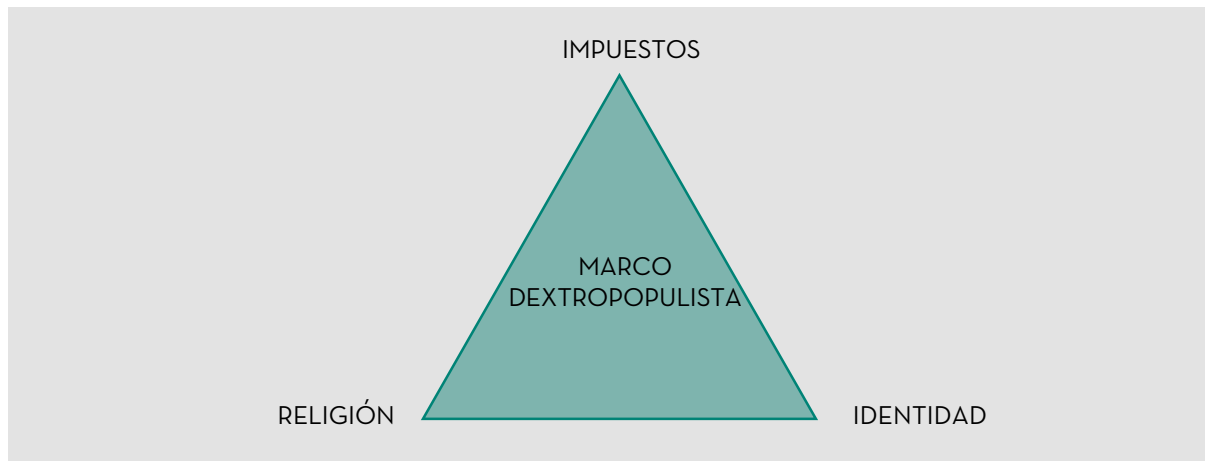 IMPUESTOS
MARCO
DEXTROPOPULISTA
RELIGIÓN
IDENTIDAD